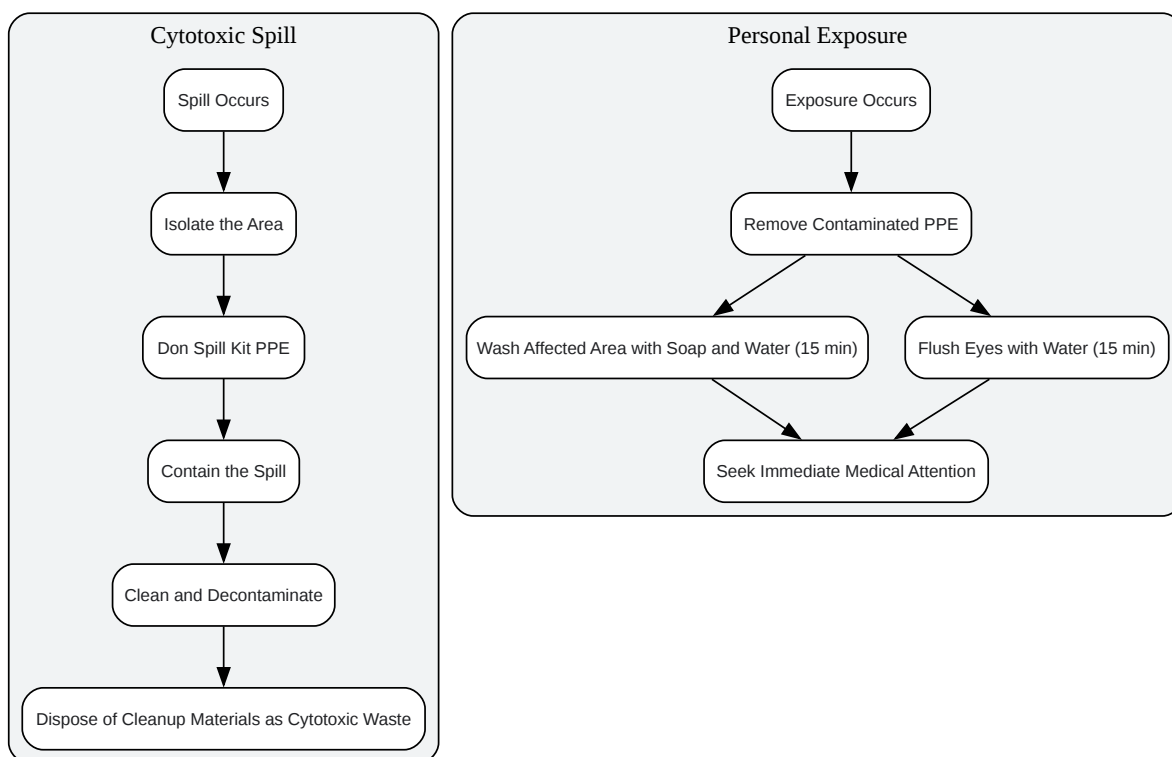 Cytotoxic Spill
Spill Occurs
Isolate the Area
Don Spill Kit PPE
Contain the Spill
Clean and Decontaminate
Dispose of Cleanup Materials as Cytotoxic Waste
Personal Exposure
Exposure Occurs
Remove Contaminated PPE
Wash Affected Area with Soap and Water (15 min)
Flush Eyes with Water (15 min)
Seek Immediate Medical Attention